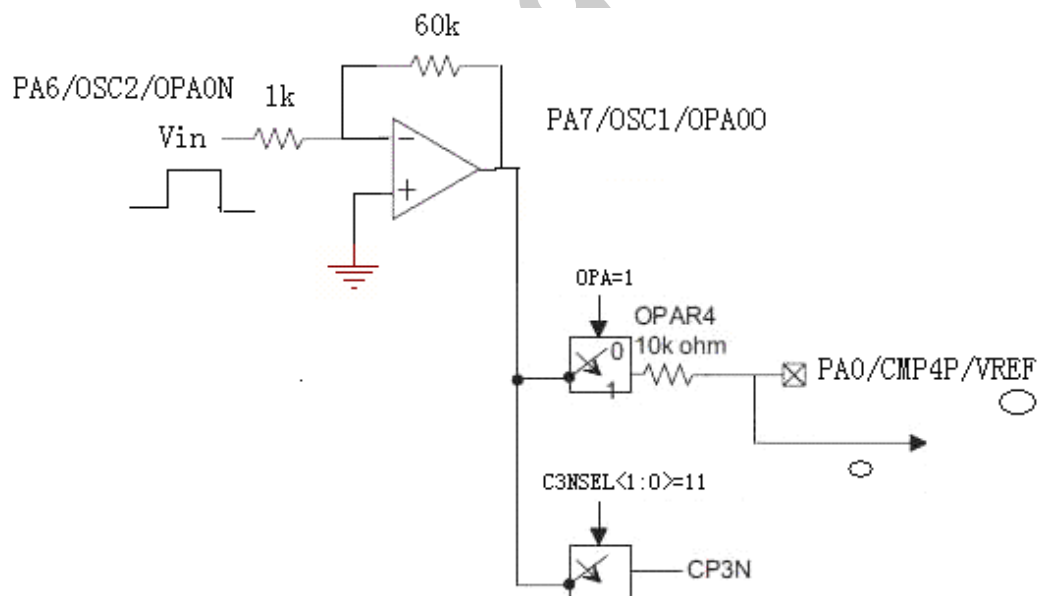 60k
PA6/OSC2/OPA0N
1k
PA7/OSC1/OPA0O
Vin
-
+
OPA=1
OPAR4
0
10k ohm
PA0/CMP4P/VREF
1
C3NSEL<1:0>=11
CP3N